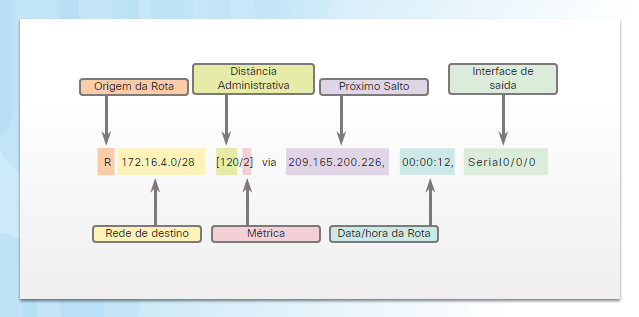 Distância
Administrativa
Interface de
saída
Origem da Rota
Próximo Salto
R 172.16.4.0/28 [120/2] via 209.165.200.226, 00:00:12, Serial0/0/0
Rede de destino
Métrica
Data/hora da Rota